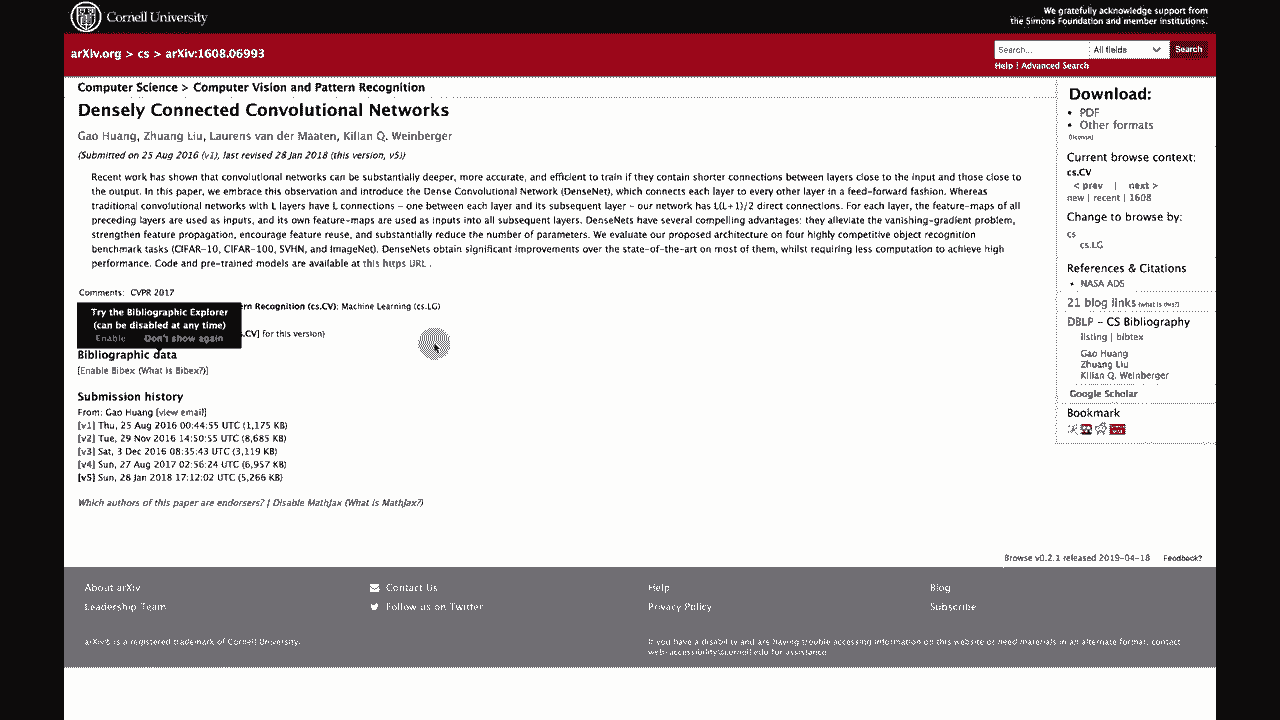 Cornell University
We gratefully acknowledge support from
the Simons Foundation and member institutions.
arXiv.org > cs > arXiv:1608.06993
Search...
All fields
Search
Help | Advanced Search
Computer Science > Computer Vision and Pattern Recognition
Densely Connected Convolutional Networks
Gao Huang, Zhuang Liu, Laurens van der Maaten, Kilian Q. Weinberger
(Submitted on 25 Aug 2016 (v1), last revised 28 Jan 2018 (this version, v5))
Recent work has shown that convolutional networks can be substantially deeper, more accurate, and efficient to train if they contain shorter connections between layers close to the input and those close to
the output. In this paper, we embrace this observation and introduce the Dense Convolutional Network (DenseNet), which connects each layer to every other layer in a feed-forward fashion. Whereas
traditional convolutional networks with L layers have L connections – one between each layer and its subsequent layer – our network has L(L+1)/2 direct connections. For each layer, the feature-maps of all
preceding layers are used as inputs, and its own feature-maps are used as inputs into all subsequent layers. DenseNets have several compelling advantages: they alleviate the vanishing-gradient problem,
strengthen feature propagation, encourage feature reuse, and substantially reduce the number of parameters. We evaluate our proposed architecture on four highly competitive object recognition
benchmark tasks (CIFAR-10, CIFAR-100, SVHN, and ImageNet). DenseNets obtain significant improvements over the state-of-the-art on most of them, whilst requiring less computation to achieve high
performance. Code and pre-trained models are available at this https URL .
Comments: CVPR 2017
ern Recognition (cs.CV); Machine Learning (cs.LG)
.CV] for this version)
Try the Bibliographic Explorer
(can be disabled at any time)
Enable Don't show again
Bibliographic data
[Enable Bibex (What is Bibex?)]
Submission history
From: Gao Huang [view email]
[v1] Thu, 25 Aug 2016 00:44:55 UTC (1,175 KB)
[v2] Tue, 29 Nov 2016 14:50:55 UTC (8,685 KB)
[v3] Sat, 3 Dec 2016 08:35:43 UTC (3,119 KB)
[v4] Sun, 27 Aug 2017 02:56:24 UTC (6,957 KB)
[v5] Sun, 28 Jan 2018 17:12:02 UTC (5,266 KB)
Which authors of this paper are endorsers? | Disable MathJax (What is MathJax?)
Download:
PDF
Other formats
(license)
Current browse context:
cs.CV
< prev | next >
new | recent | 1608
Change to browse by:
cs
cs.LG
References & Citations
NASA ADS
21 blog links (what is this?)
DBLP – CS Bibliography
listing | bibtex
Gao Huang
Zhuang Liu
Kilian Q. Weinberger
Google Scholar
Bookmark
Browse v0.2.1 released 2019-04-18 Feedback?
About arXiv
Leadership Team
Contact Us
Follow us on Twitter
Help
Privacy Policy
Blog
Subscribe
arXiv® is a registered trademark of Cornell University.
If you have a disability and are having trouble accessing information on this website or need materials in an alternate format, contact
web-accessibility@cornell.edu for assistance.